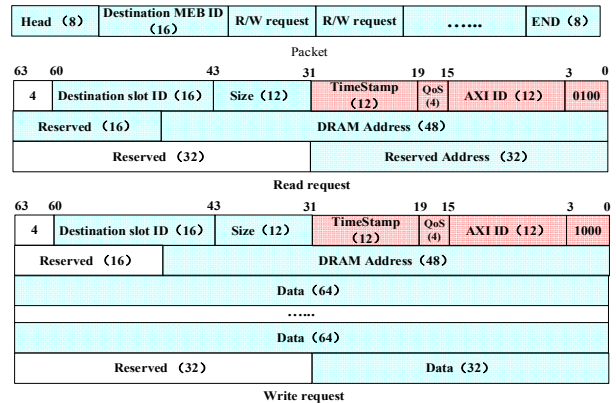 Head（8） Destination MEB ID（16） R/W request R/W request …… END（8）
Packet
63 60 43 31 19 15 3 0
4 Destination slot ID（16） Size（12） TimeStamp（12） QoS(4) AXI ID（12） 0100
Reserved（16） DRAM Address（48）
Reserved（32） Reserved Address（32）
Read request
63 60 43 31 19 15 3 0
4 Destination slot ID（16） Size（12） TimeStamp（12） QoS(4) AXI ID（12） 1000
Reserved（16） DRAM Address（48）
Data（64）
……
Data（64）
Reserved（32） Data（32）
Write request